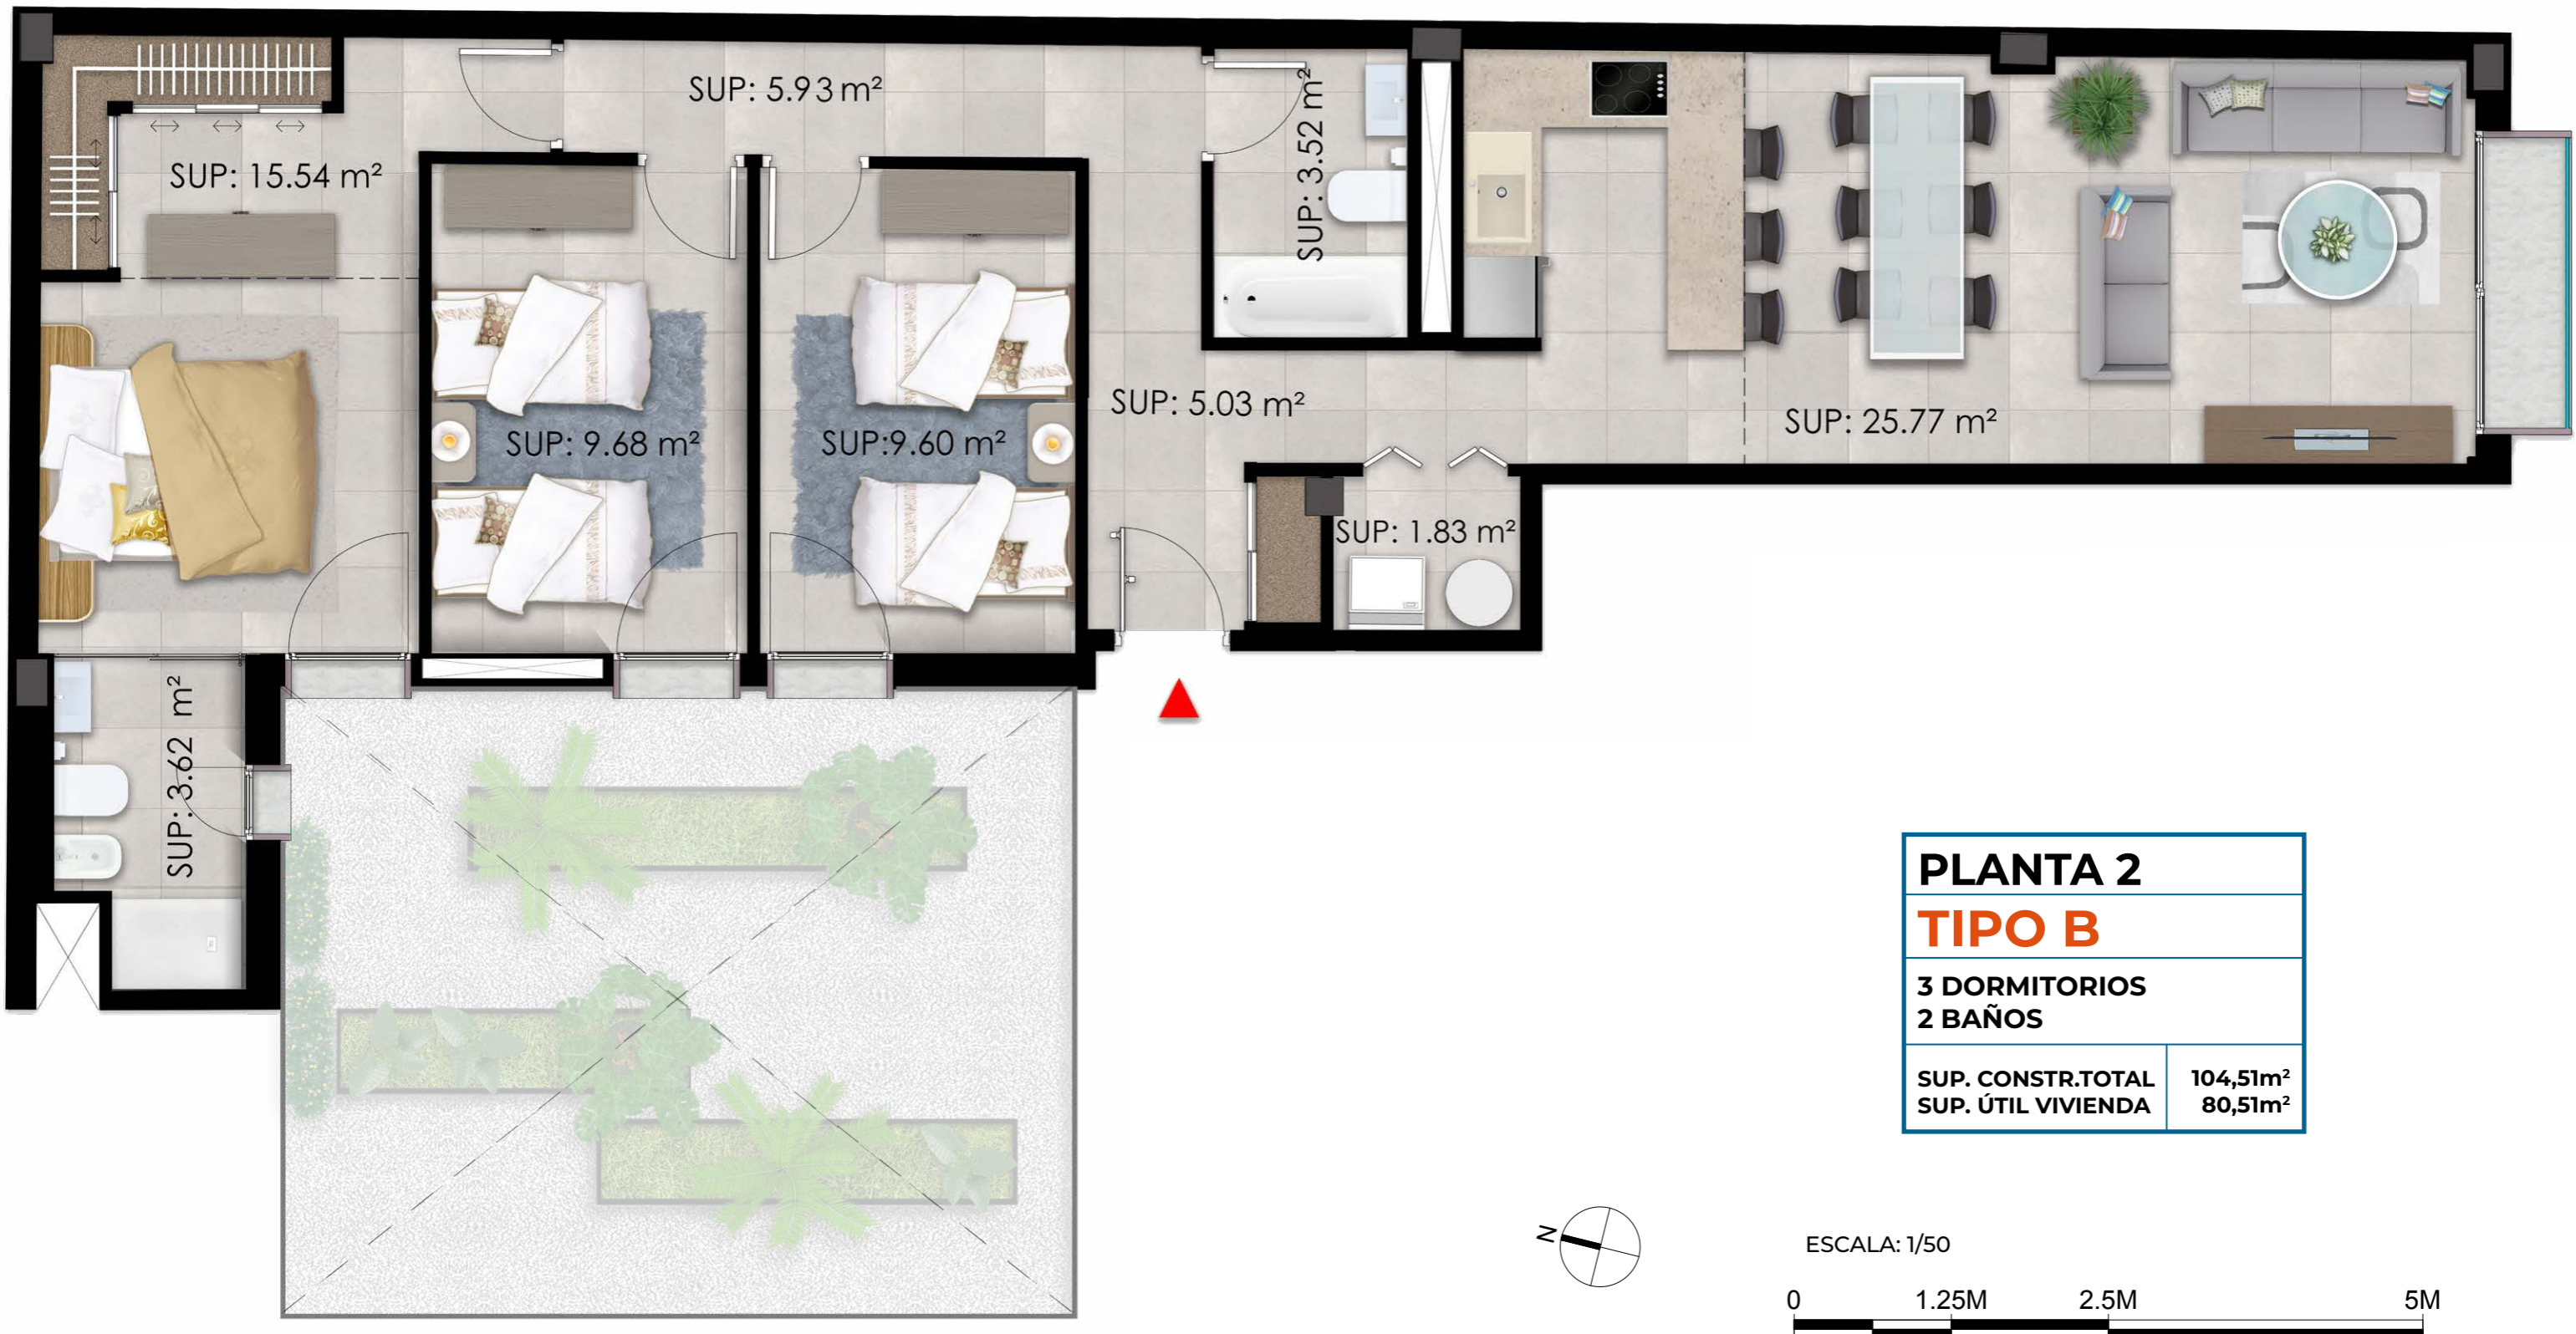 SUP: 5.93 m²
SUP: 3.52 m²
SUP: 15.54 m²
SUP: 5.03 m²
SUP: 25.77 m²
SUP: 9.68 m²
SUP:9.60 m²
SUP: 1.83 m²
SUP: 3.62 m²
PLANTA 2
TIPO B
3 DORMITORIOS
2 BAÑOS
SUP. CONSTR.TOTAL 104,51m²
SUP. ÚTIL VIVIENDA 80,51m²
N
ESCALA: 1/50
0 1.25M 2.5M 5M